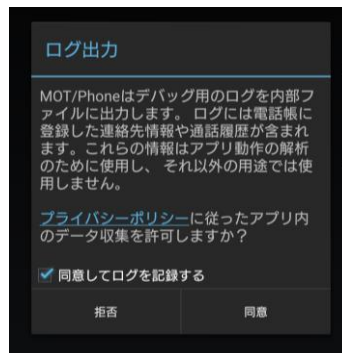 ログ出力
MOT/Phoneはデバッグ用のログを内部フ
ァイルに出力します。 ログには電話帳に
登録した連絡先情報や通話履歴が含まれ
ます。これらの情報はアプリ動作の解析
のために使用し、 それ以外の用途では使
用しません。
プライバシーポリシーに従ったアプリ内
のデータ収集を許可しますか？
同意してログを記録する
拒否
同意